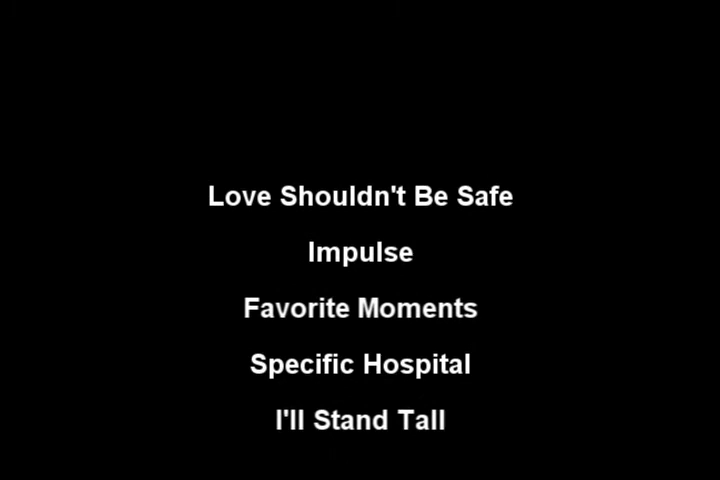 Love Shouldn't Be Safe
Impulse
Favorite Moments
Specific Hospital
I'll Stand Tall